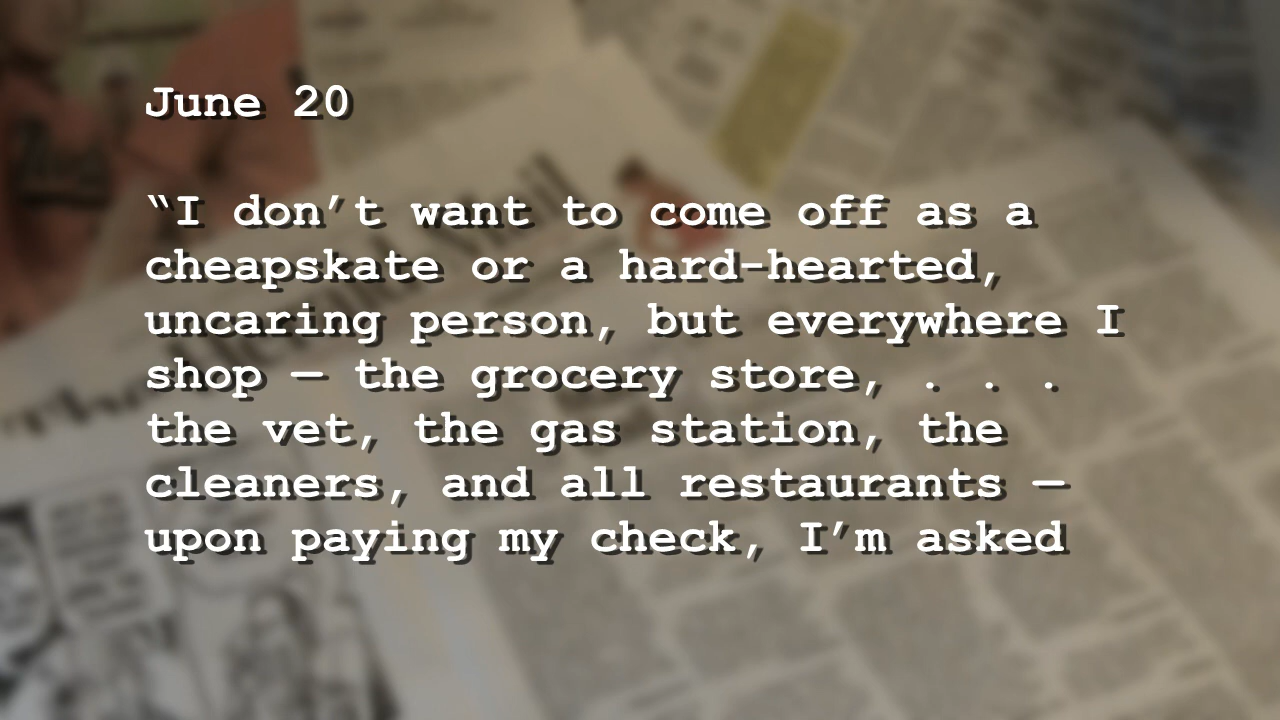 June 20
“I don’t want to come off as a
cheapskate or a hard-hearted,
uncaring person, but everywhere I
shop — the grocery store, . . .
the vet, the gas station, the
cleaners, and all restaurants —
upon paying my check, I’m asked